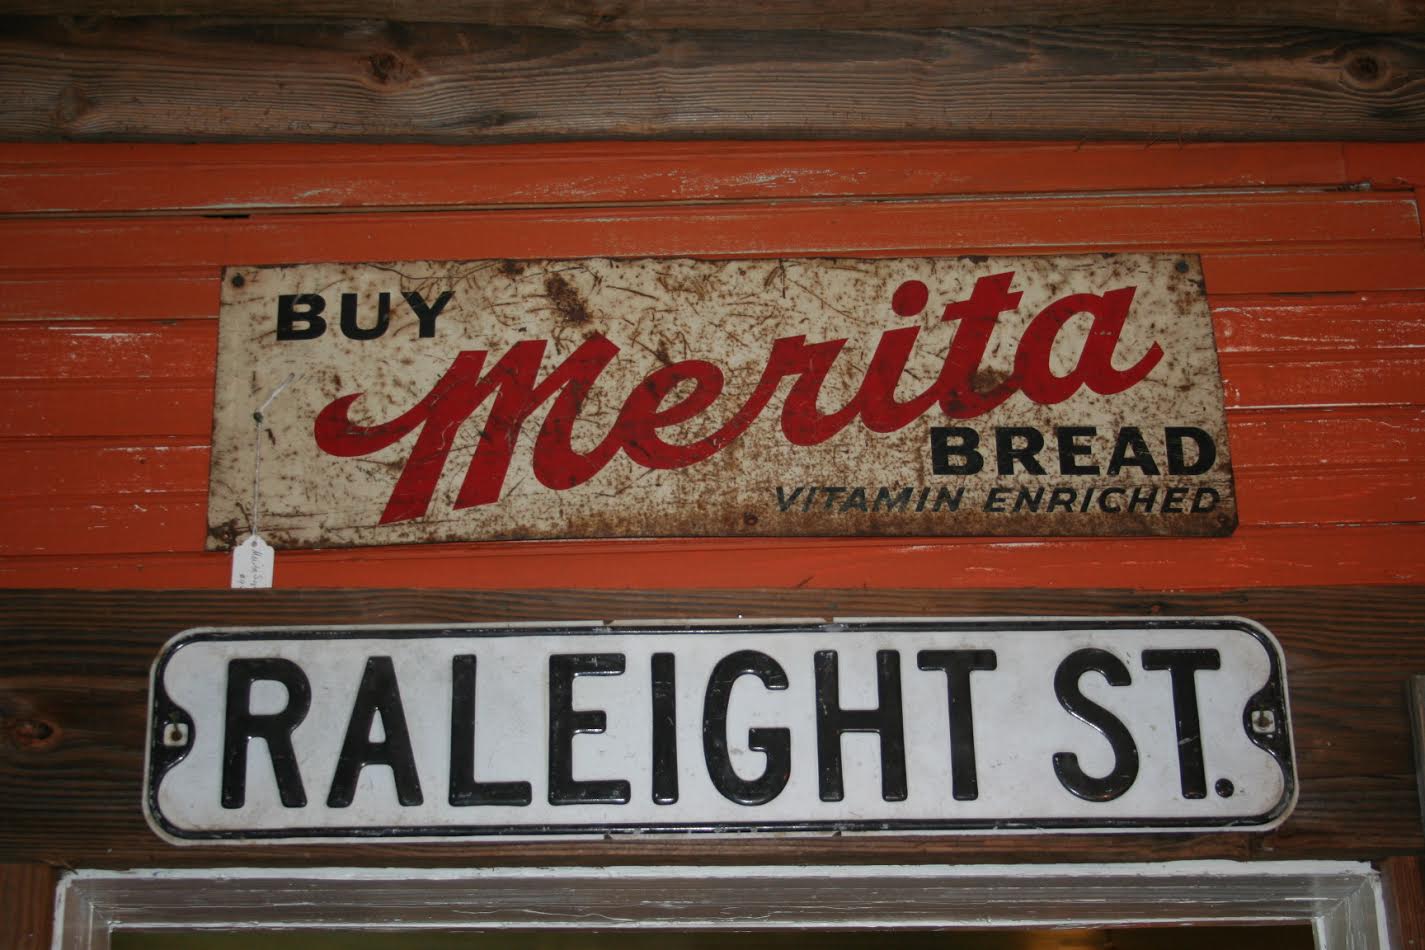 BUY
Merita
BREAD
VITAMIN ENRICHED
RALEIGHT ST.